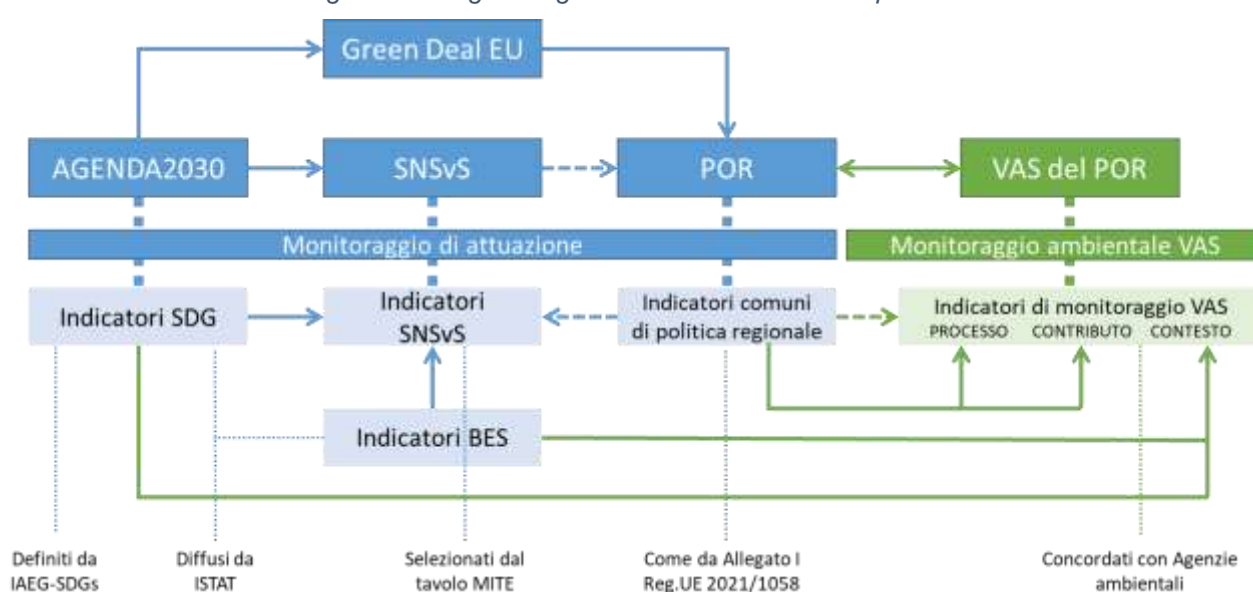 Green Deal EU
AGENDA2030
SNSvS
POR
VAS del POR
Monitoraggio di attuazione
Monitoraggio ambientale VAS
Indicatori SDG
Indicatori
SNSvS
Indicatori comuni
di politica regionale
Indicatori di monitoraggio VAS
PROCESSO CONTRIBUTO CONTESTO
Indicatori BES
Definiti da
IAEG-SDGs
Diffusi da
ISTAT
Selezionati dal
tavolo MITE
Come da Allegato I
Reg.UE 2021/1058
Concordati con Agenzie
ambientali